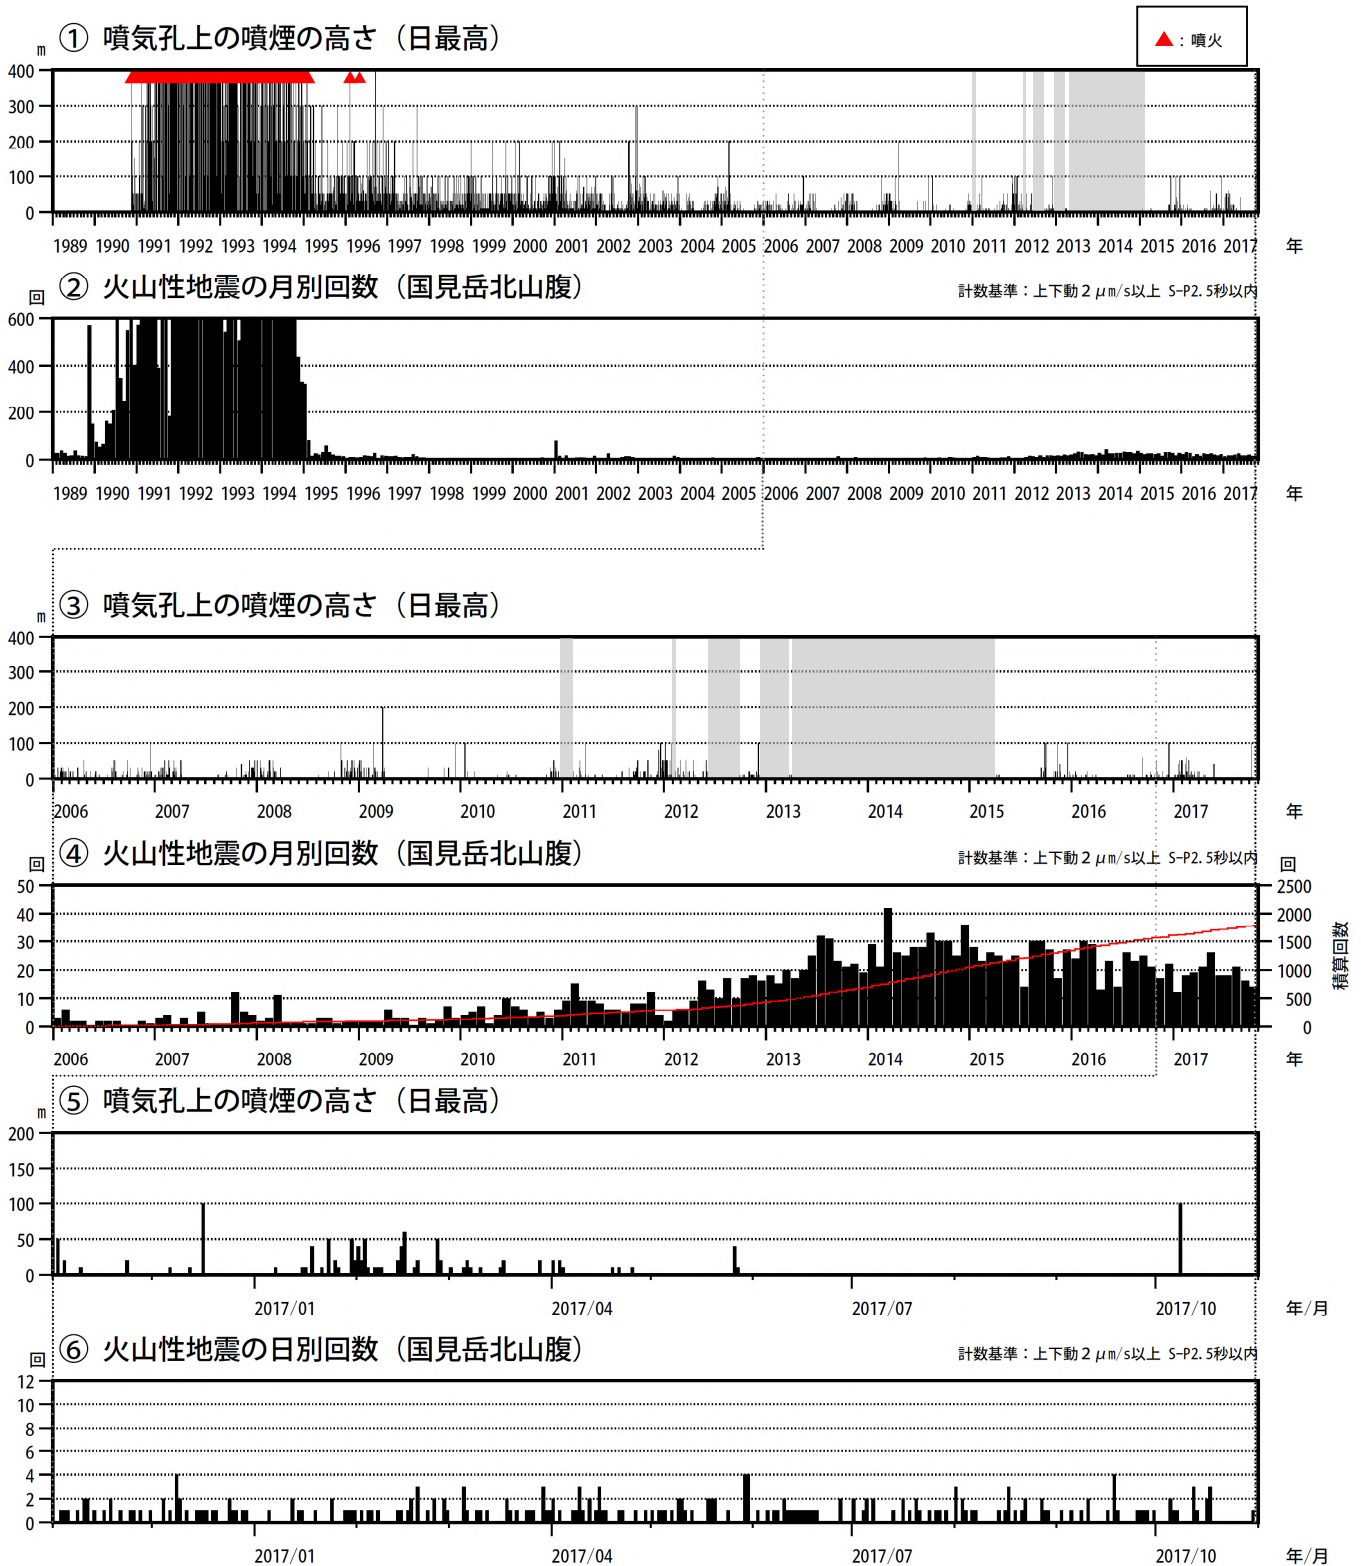 ① 噴気孔上の噴煙の高さ（日最高）
▲：噴火
m
400
300
200
100
0
1989 1990 1991 1992 1993 1994 1995 1996 1997 1998 1999 2000 2001 2002 2003 2004 2005 2006 2007 2008 2009 2010 2011 2012 2013 2014 2015 2016 2017 年
② 火山性地震の月別回数（国見岳北山腹）
計数基準：上下動２μm/s以上 S-P2.5秒以内
回
600
400
200
0
1989 1990 1991 1992 1993 1994 1995 1996 1997 1998 1999 2000 2001 2002 2003 2004 2005 2006 2007 2008 2009 2010 2011 2012 2013 2014 2015 2016 2017 年
③ 噴気孔上の噴煙の高さ（日最高）
m
400
300
200
100
0
2006 2007 2008 2009 2010 2011 2012 2013 2014 2015 2016 2017 年
④ 火山性地震の月別回数（国見岳北山腹）
計数基準：上下動２μm/s以上 S-P2.5秒以内
回 回
50 2500
40 2000
30 1500
20 1000
10 500
0 0
積算回数
2006 2007 2008 2009 2010 2011 2012 2013 2014 2015 2016 2017 年
⑤ 噴気孔上の噴煙の高さ（日最高）
m
200
150
100
50
0
2017/01 2017/04 2017/07 2017/10 年/月
⑥ 火山性地震の日別回数（国見岳北山腹）
計数基準：上下動２μm/s以上 S-P2.5秒以内
回
12
10
8
6
4
2
0
2017/01 2017/04 2017/07 2017/10 年/月